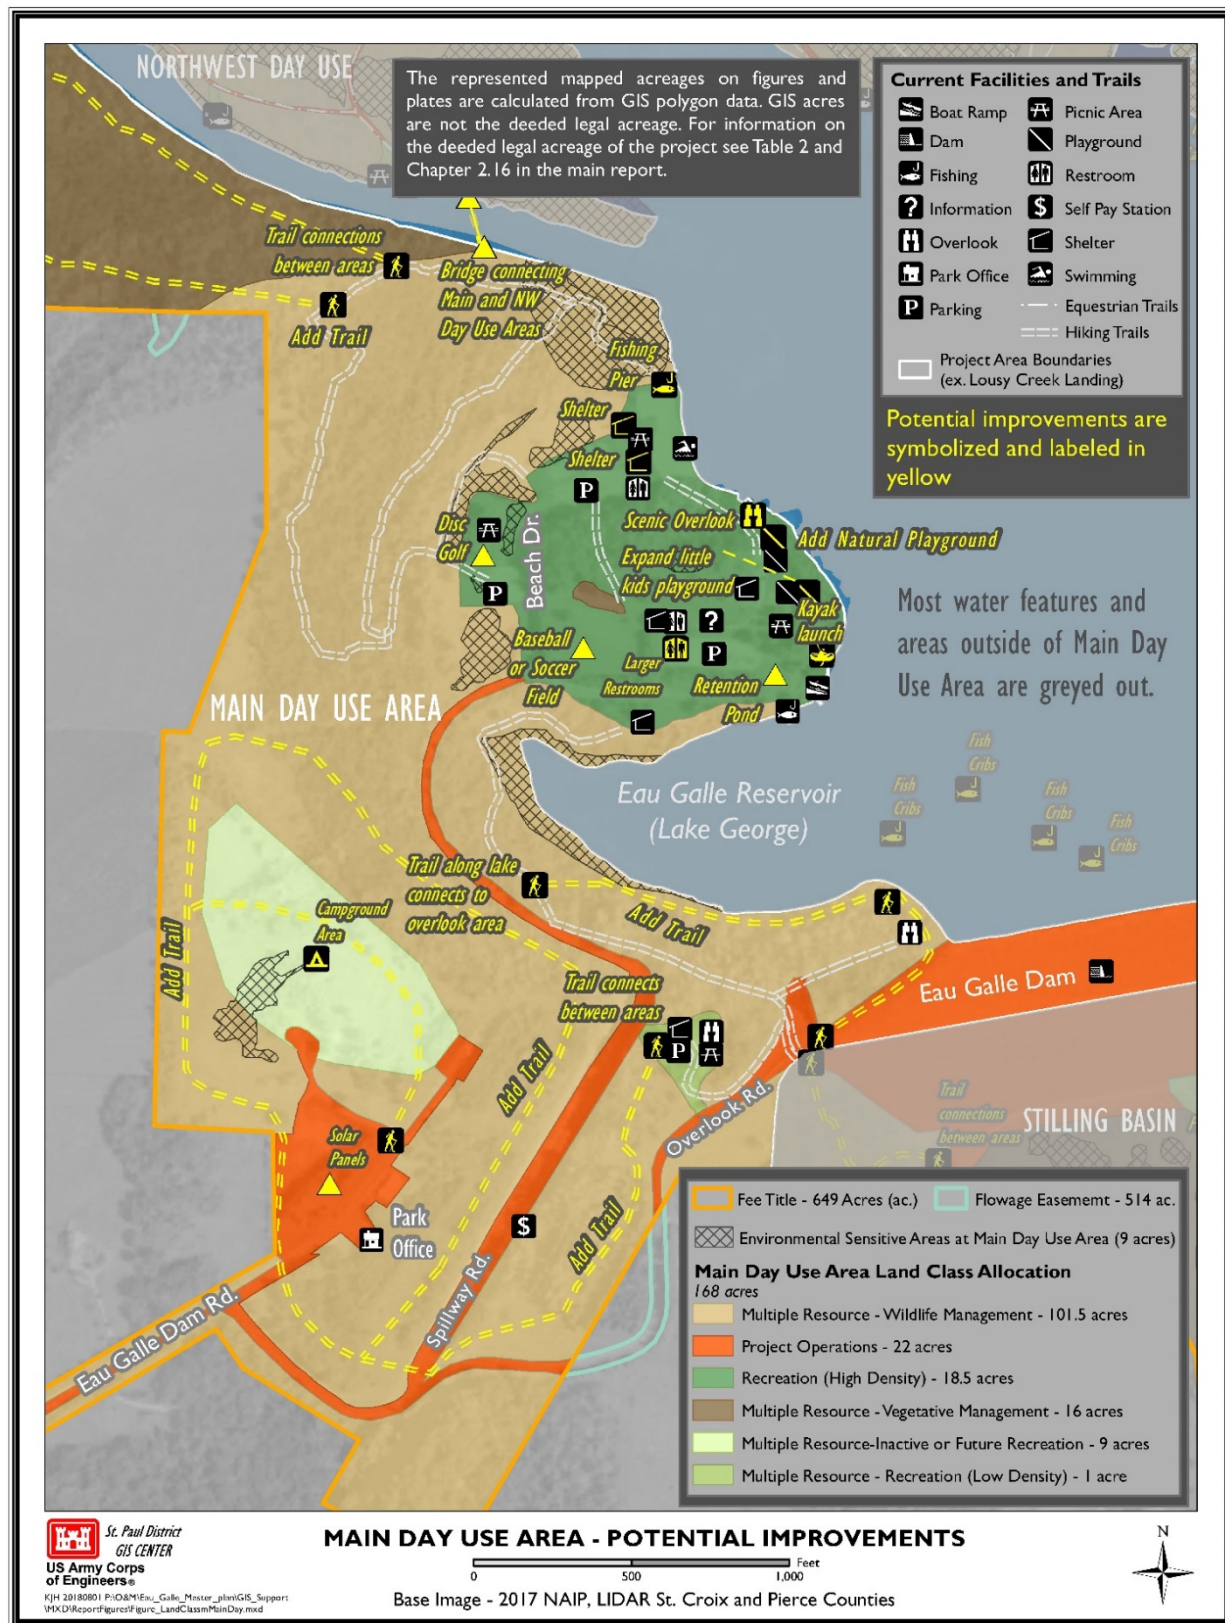 NORTHWEST DAY USE
The represented mapped acreages on figures and
plates are calculated from GIS polygon data. GIS acres
are not the deeded legal acreage. For information on
the deeded legal acreage of the project see Table 2 and
Chapter 2.16 in the main report.
Current Facilities and Trails
Boat Ramp
Picnic Area
Dam
Playground
Fishing
Restroom
? Information
$ Self Pay Station
Overlook
Shelter
Park Office
Swimming
P Parking
Equestrian Trails
Hiking Trails
Project Area Boundaries
(ex. Lousy Creek Landing)
Potential improvements are
symbolized and labeled in
yellow
Trail connections
between areas
Add Trail
Bridge connecting
Main and NW
Day Use Areas
Fishing
Pier
Shelter
Shelter
P
Scenic Overlook
Add Natural Playground
Expand little
kids playground
Disc
Golf
P
Beach Dr.
Kayak
launch
?
P
Baseball
or Soccer
Field
Larger
Restrooms
Retention
Pond
Most water features and
areas outside of Main Day
Use Area are greyed out.
MAIN DAY USE AREA
Eau Galle Reservoir
(Lake George)
Fish
Cribs
Fish
Cribs
Fish
Cribs
Fish
Cribs
Trail along lake
connects to
overlook area
Add Trail
Campground
Area
Add Trail
Trail connects
between areas
P
Eau Galle Dam
Add Trail
Overlook Rd.
Trail
connections
between areas
STILLING BASIN
Solar
Panels
Park
Office
$
Add Trail
Spillway Rd.
Eau Galle Dam Rd.
Fee Title - 649 Acres (ac.)
Flowage Easememt - 514 ac.
Environmental Sensitive Areas at Main Day Use Area (9 acres)
Main Day Use Area Land Class Allocation
168 acres
Multiple Resource - Wildlife Management - 101.5 acres
Project Operations - 22 acres
Recreation (High Density) - 18.5 acres
Multiple Resource - Vegetative Management - 16 acres
Multiple Resource-Inactive or Future Recreation - 9 acres
Multiple Resource - Recreation (Low Density) - 1 acre
St. Paul District
GIS CENTER
US Army Corps
of Engineers®
KJH 20180801 P:\O&M\Eau_Galle_Master_plan\GIS_Support
\MXD\ReportFigures\Figure_LandClassmMainDay.mxd
MAIN DAY USE AREA - POTENTIAL IMPROVEMENTS
Feet
0 500 1,000
Base Image - 2017 NAIP, LIDAR St. Croix and Pierce Counties
N